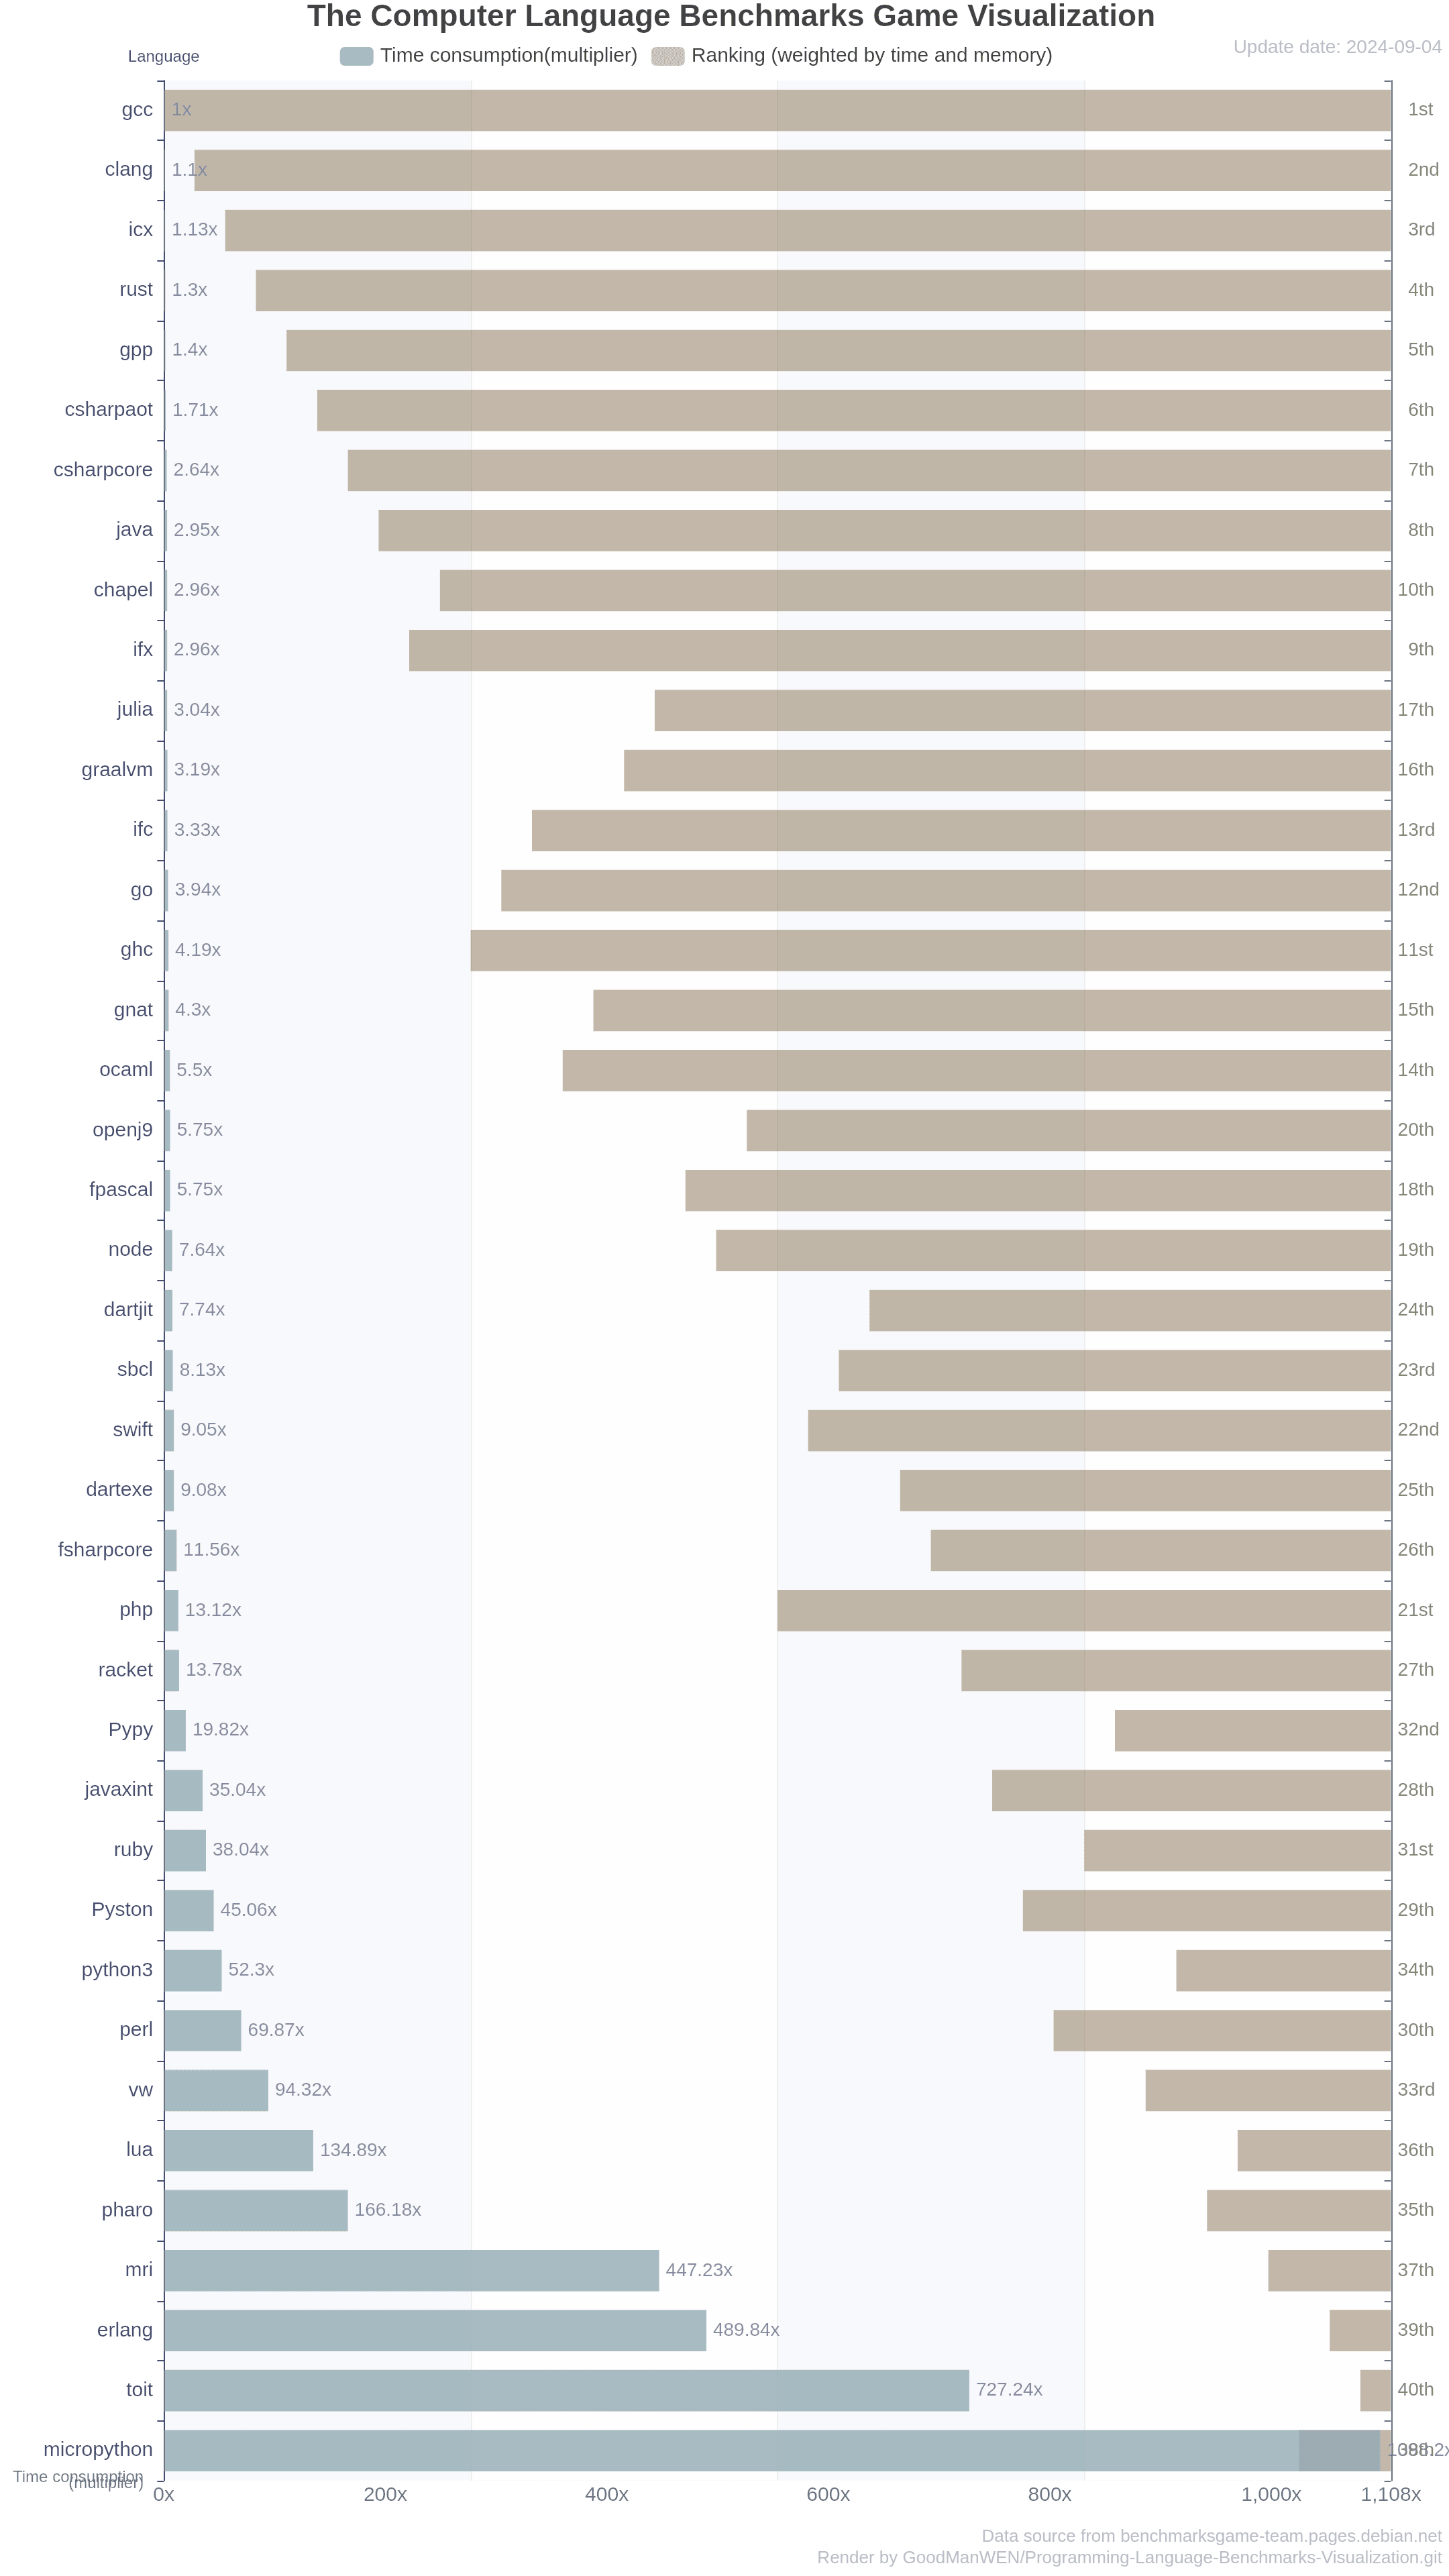 The Computer Language Benchmarks Game Visualization
Update date: 2024-09-04
Language
Time consumption(multiplier) Ranking (weighted by time and memory)
gcc 1x 1st
clang 1.1x 2nd
icx 1.13x 3rd
rust 1.3x 4th
gpp 1.4x 5th
csharpaot 1.71x 6th
csharpcore 2.64x 7th
java 2.95x 8th
chapel 2.96x 10th
ifx 2.96x 9th
julia 3.04x 17th
graalvm 3.19x 16th
ifc 3.33x 13rd
go 3.94x 12nd
ghc 4.19x 11st
gnat 4.3x 15th
ocaml 5.5x 14th
openj9 5.75x 20th
fpascal 5.75x 18th
node 7.64x 19th
dartjit 7.74x 24th
sbcl 8.13x 23rd
swift 9.05x 22nd
dartexe 9.08x 25th
fsharpcore 11.56x 26th
php 13.12x 21st
racket 13.78x 27th
Pypy 19.82x 32nd
javaxint 35.04x 28th
ruby 38.04x 31st
Pyston 45.06x 29th
python3 52.3x 34th
perl 69.87x 30th
vw 94.32x 33rd
lua 134.89x 36th
pharo 166.18x 35th
mri 447.23x 37th
erlang 489.84x 39th
toit 727.24x 40th
micropython 38th
Time consumption
(multiplier)
0x 200x 400x 600x 800x 1,000x 1,108x
Data source from benchmarksgame-team.pages.debian.net
Render by GoodManWEN/Programming-Language-Benchmarks-Visualization.git